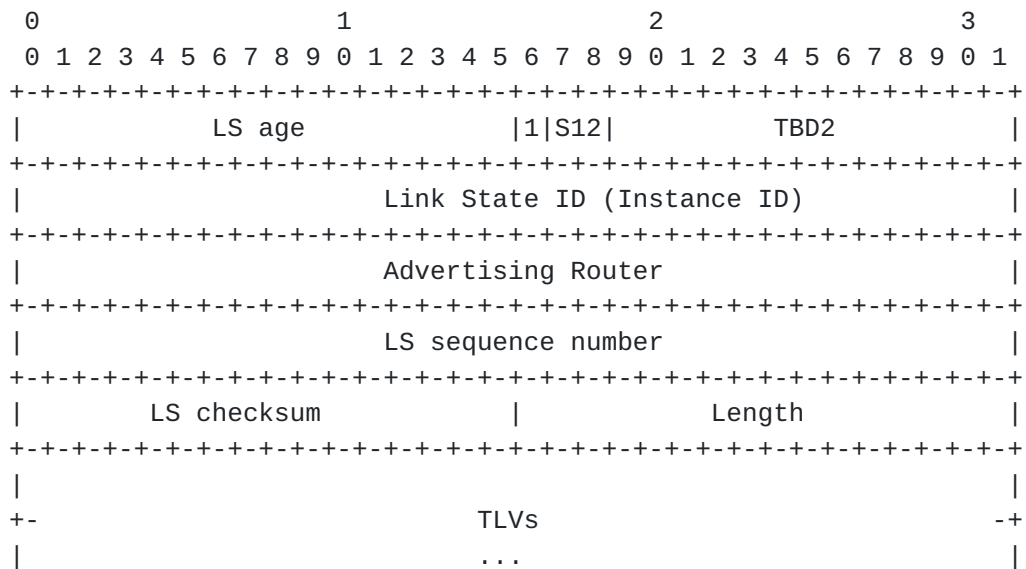 0                   1                   2                   3
 0 1 2 3 4 5 6 7 8 9 0 1 2 3 4 5 6 7 8 9 0 1 2 3 4 5 6 7 8 9 0 1
+-+-+-+-+-+-+-+-+-+-+-+-+-+-+-+-+-+-+-+-+-+-+-+-+-+-+-+-+-+-+-+-+
|            LS age             |1|S12|          TBD2           |
+-+-+-+-+-+-+-+-+-+-+-+-+-+-+-+-+-+-+-+-+-+-+-+-+-+-+-+-+-+-+-+-+
|                       Link State ID (Instance ID)             |
+-+-+-+-+-+-+-+-+-+-+-+-+-+-+-+-+-+-+-+-+-+-+-+-+-+-+-+-+-+-+-+-+
|                       Advertising Router                      |
+-+-+-+-+-+-+-+-+-+-+-+-+-+-+-+-+-+-+-+-+-+-+-+-+-+-+-+-+-+-+-+-+
|                       LS sequence number                      |
+-+-+-+-+-+-+-+-+-+-+-+-+-+-+-+-+-+-+-+-+-+-+-+-+-+-+-+-+-+-+-+-+
|        LS checksum            |            Length             |
+-+-+-+-+-+-+-+-+-+-+-+-+-+-+-+-+-+-+-+-+-+-+-+-+-+-+-+-+-+-+-+-+
|                                                               |
+-                            TLVs                             -+
|                             ...                               |